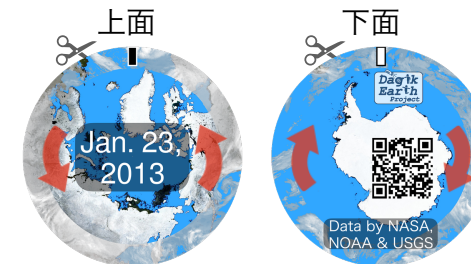 上面
下面
Dagik
Earth
Project
Jan. 23,
2013
Data by NASA,
NOAA & USGS